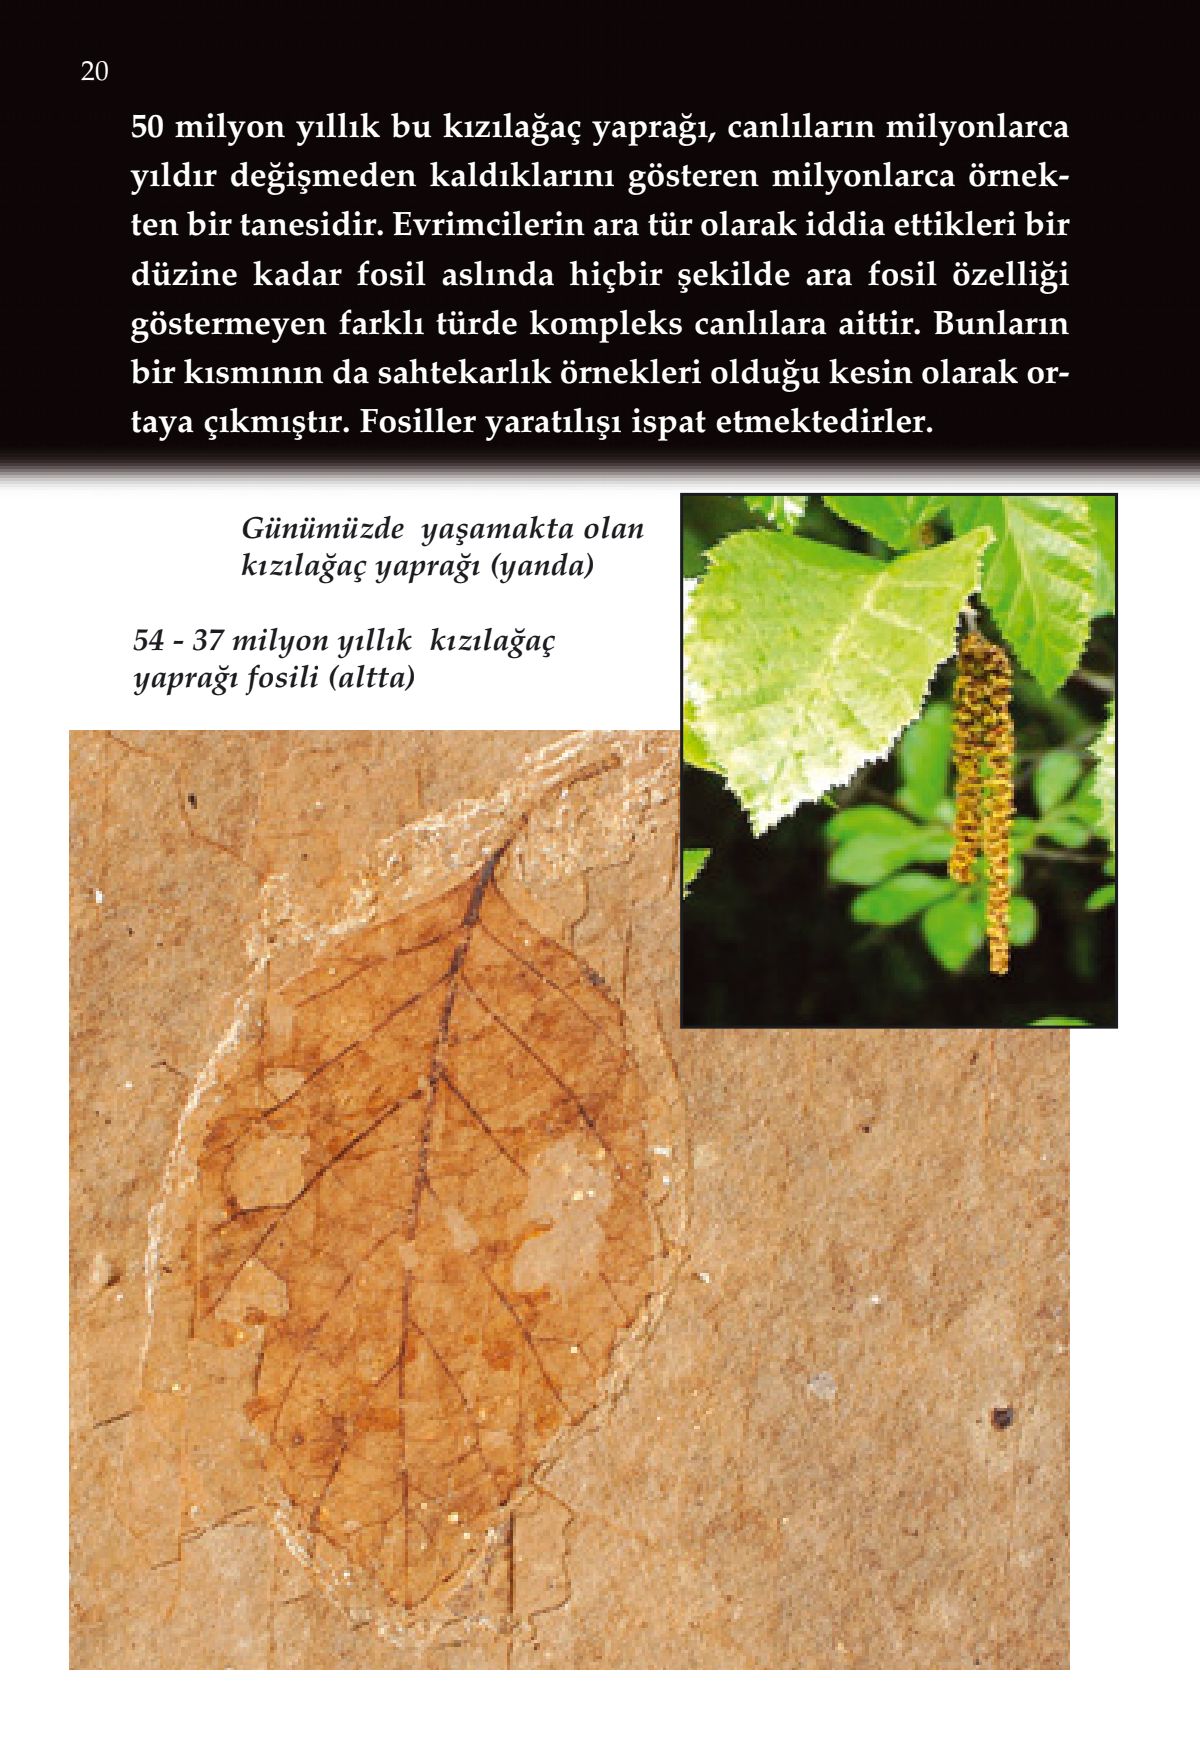 20
50 milyon yıllık bu kızılağaç yaprağı, canlıların milyonlarca
yıldır değişmeden kaldıklarını gösteren milyonlarca örnek-
ten bir tanesidir. Evrimcilerin ara tür olarak iddia ettikleri bir
düzine kadar fosil aslında hiçbir şekilde ara fosil özelliği
göstermeyen farklı türde kompleks canlılara aittir. Bunların
bir kısmının da sahtekarlık örnekleri olduğu kesin olarak or-
taya çıkmıştır. Fosiller yaratılışı ispat etmektedirler.
Günümüzde yaşamakta olan
kızılağaç yaprağı (yanda)
54 - 37 milyon yıllık kızılağaç
yaprağı fosili (altta)